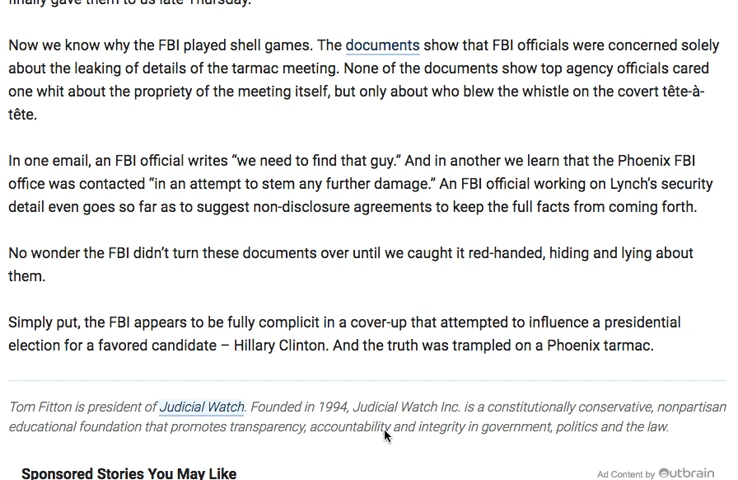 finally gave them to us late Thursday.
Now we know why the FBI played shell games. The documents show that FBI officials were concerned solely
about the leaking of details of the tarmac meeting. None of the documents show top agency officials cared
one whit about the propriety of the meeting itself, but only about who blew the whistle on the covert tête-à-
tête.
In one email, an FBI official writes “we need to find that guy.” And in another we learn that the Phoenix FBI
office was contacted “in an attempt to stem any further damage.” An FBI official working on Lynch’s security
detail even goes so far as to suggest non-disclosure agreements to keep the full facts from coming forth.
No wonder the FBI didn’t turn these documents over until we caught it red-handed, hiding and lying about
them.
Simply put, the FBI appears to be fully complicit in a cover-up that attempted to influence a presidential
election for a favored candidate – Hillary Clinton. And the truth was trampled on a Phoenix tarmac.
Tom Fitton is president of Judicial Watch. Founded in 1994, Judicial Watch Inc. is a constitutionally conservative, nonpartisan
educational foundation that promotes transparency, accountability and integrity in government, politics and the law.
Sponsored Stories You May Like
Ad Content by Outbrain